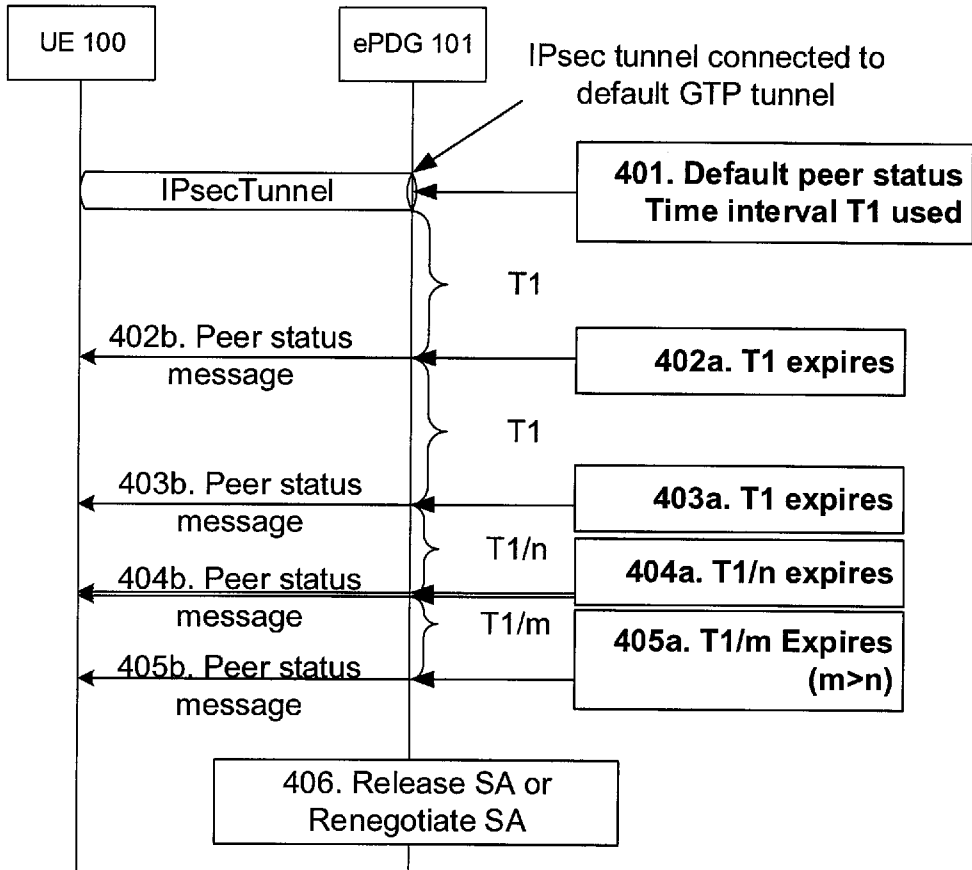 UE 100
ePDG 101
IPsec tunnel connected to
default GTP tunnel
IPsecTunnel
401. Default peer status
Time interval T1 used
T1
402b. Peer status
message
402a. T1 expires
T1
403b. Peer status
message
403a. T1 expires
T1/n
404b. Peer status
message
404a. T1/n expires
T1/m
405b. Peer status
message
405a. T1/m Expires
(m>n)
406. Release SA or
Renegotiate SA